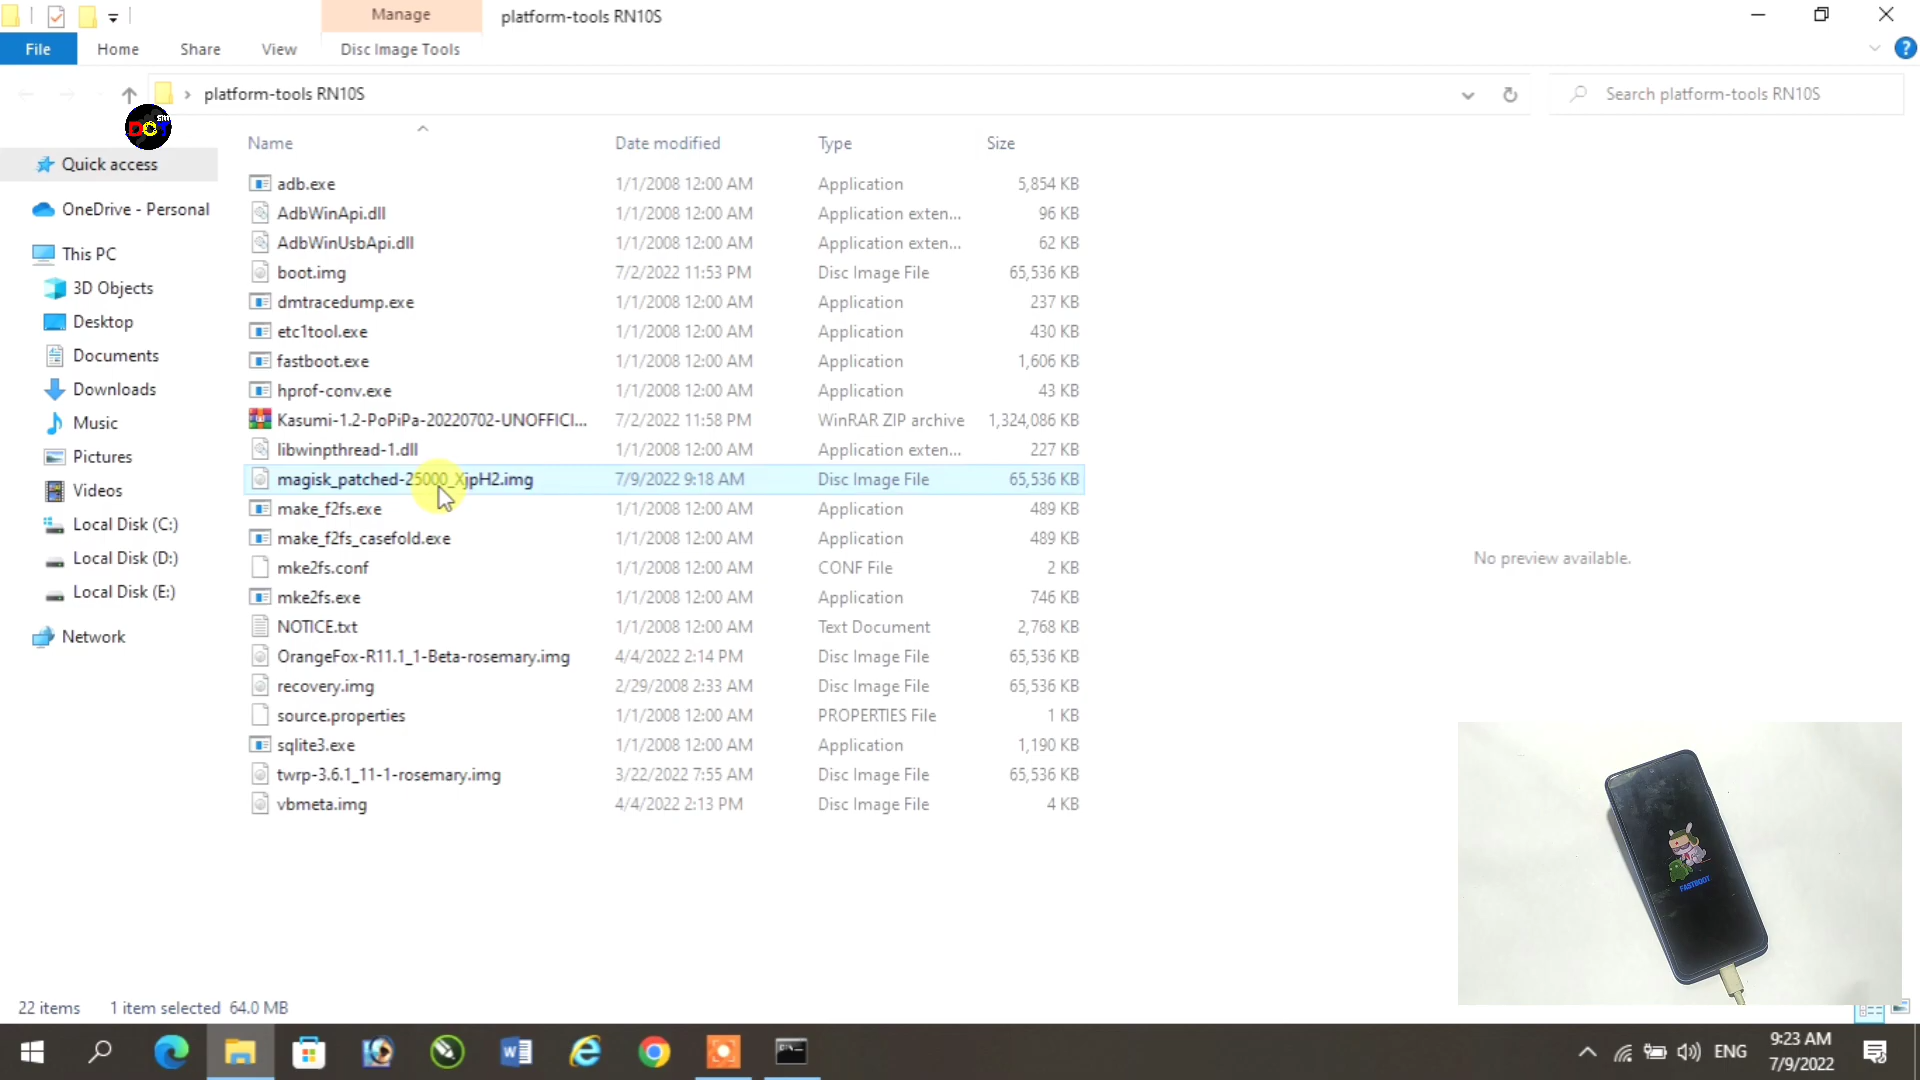 Manage
platform-tools RN10S
File
Home
Share
View
Disc Image Tools
platform-tools RN10S
Search platform-tools RN10S
DOT
sm
Name
Date modified
Type
Size
Quick access
OneDrive - Personal
This PC
3D Objects
Desktop
Documents
Downloads
Music
Pictures
Videos
Local Disk (C:)
Local Disk (D:)
Local Disk (E:)
Network
adb.exe 1/1/2008 12:00 AM Application 5,854 KB
AdbWinApi.dll 1/1/2008 12:00 AM Application exten... 96 KB
AdbWinUsbApi.dll 1/1/2008 12:00 AM Application exten... 62 KB
boot.img 7/2/2022 11:53 PM Disc Image File 65,536 KB
dmtracedump.exe 1/1/2008 12:00 AM Application 237 KB
etc1tool.exe 1/1/2008 12:00 AM Application 430 KB
fastboot.exe 1/1/2008 12:00 AM Application 1,606 KB
hprof-conv.exe 1/1/2008 12:00 AM Application 43 KB
Kasumi-1.2-PoPiPa-20220702-UNOFFICI... 7/2/2022 11:58 PM WinRAR ZIP archive 1,324,086 KB
libwinpthread-1.dll 1/1/2008 12:00 AM Application exten... 227 KB
magisk_patched-25000_XjpH2.img 7/9/2022 9:18 AM Disc Image File 65,536 KB
make_f2fs.exe 1/1/2008 12:00 AM Application 489 KB
make_f2fs_casefold.exe 1/1/2008 12:00 AM Application 489 KB
mke2fs.conf 1/1/2008 12:00 AM CONF File 2 KB
mke2fs.exe 1/1/2008 12:00 AM Application 746 KB
NOTICE.txt 1/1/2008 12:00 AM Text Document 2,768 KB
OrangeFox-R11.1_1-Beta-rosemary.img 4/4/2022 2:14 PM Disc Image File 65,536 KB
recovery.img 2/29/2008 2:33 AM Disc Image File 65,536 KB
source.properties 1/1/2008 12:00 AM PROPERTIES File 1 KB
sqlite3.exe 1/1/2008 12:00 AM Application 1,190 KB
twrp-3.6.1_11-1-rosemary.img 3/22/2022 7:55 AM Disc Image File 65,536 KB
vbmeta.img 4/4/2022 2:13 PM Disc Image File 4 KB
No preview available.
FASTBOOT
22 items 1 item selected 64.0 MB
ENG
9:23 AM
7/9/2022